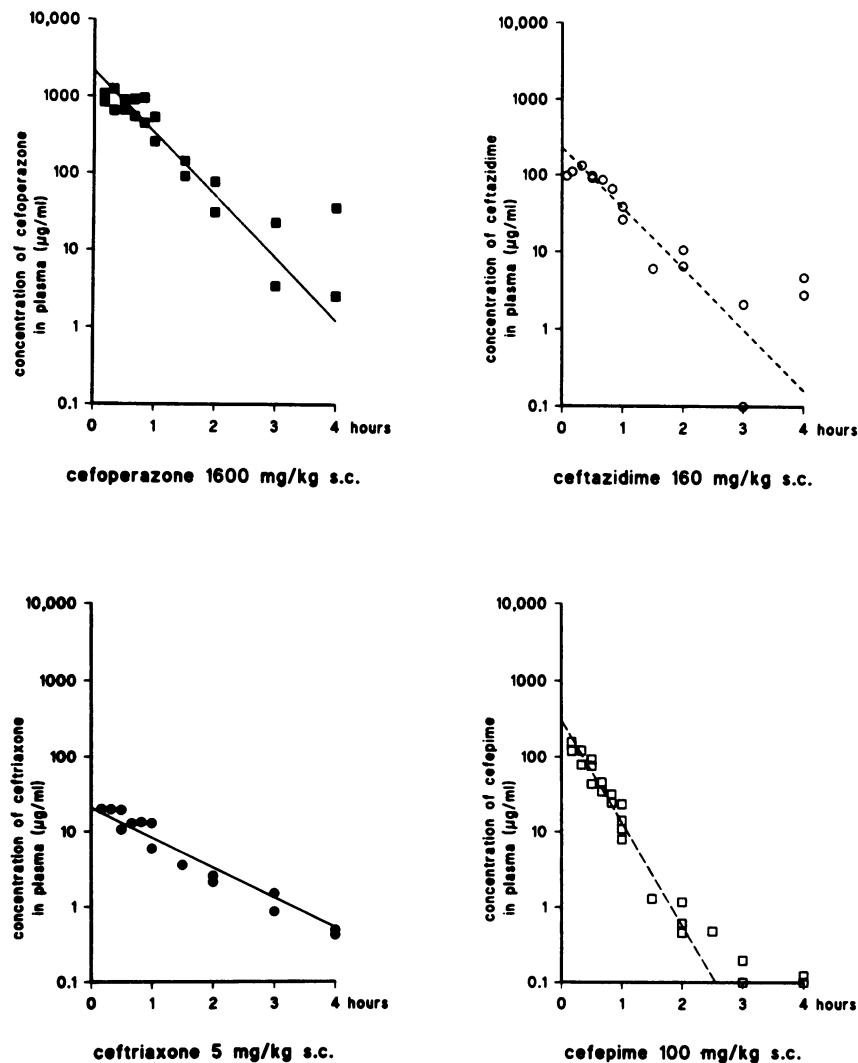 10,000
1000
100
10
1
0.1
concentration of cefoperazone
in plasma (µg/ml)
0 1 2 3 4 hours
cefoperazone 1600 mg/kg s.c.
10,000
1000
100
10
1
0.1
concentration of ceftazidime
in plasma (µg/ml)
0 1 2 3 4 hours
ceftazidime 160 mg/kg s.c.
10,000
1000
100
10
1
0.1
concentration of ceftriaxone
in plasma (µg/ml)
0 1 2 3 4 hours
ceftriaxone 5 mg/kg s.c.
10,000
1000
100
10
1
0.1
concentration of cefepime
in plasma (µg/ml)
0 1 2 3 4 hours
cefepime 100 mg/kg s.c.